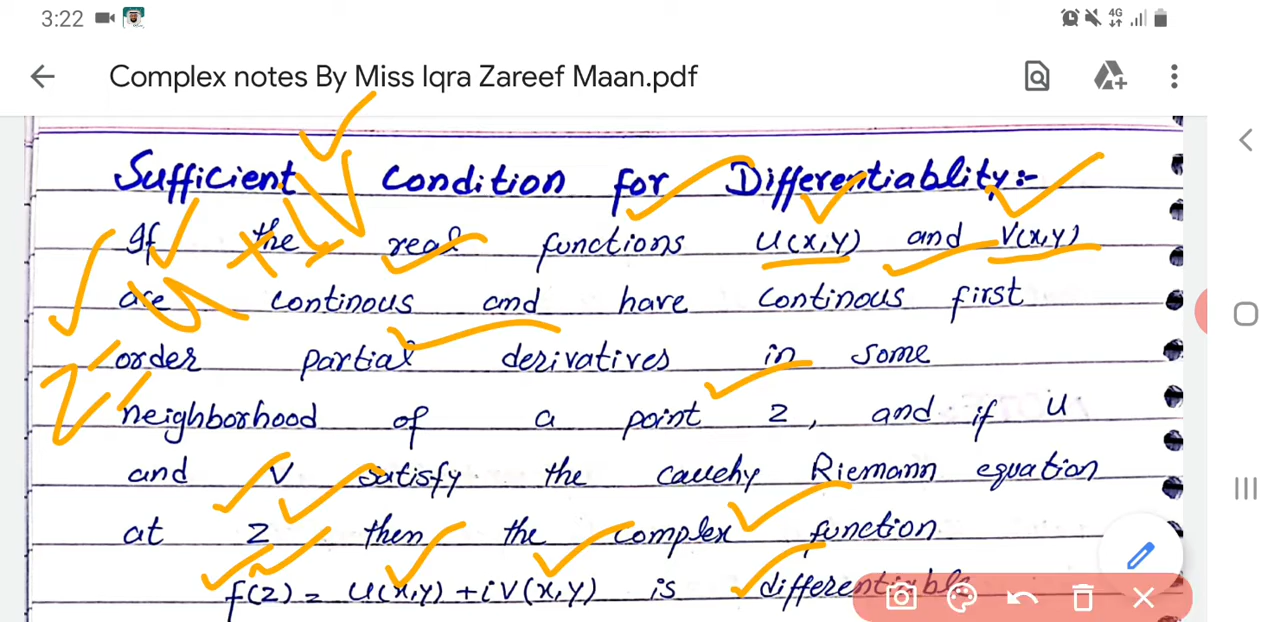 3:22
4G
Complex notes By Miss Iqra Zareef Maan.pdf
Sufficient Condition for Differentiablity:-
If the real functions U(x,y) and V(x,y)
are continous and have continous first
order partial derivatives in some
neighborhood of a point z, and if u
and V satisfy the cauchy Riemann equation
at z then the complex function
f(z) = U(x,y) + i V(x,y) is differentiable